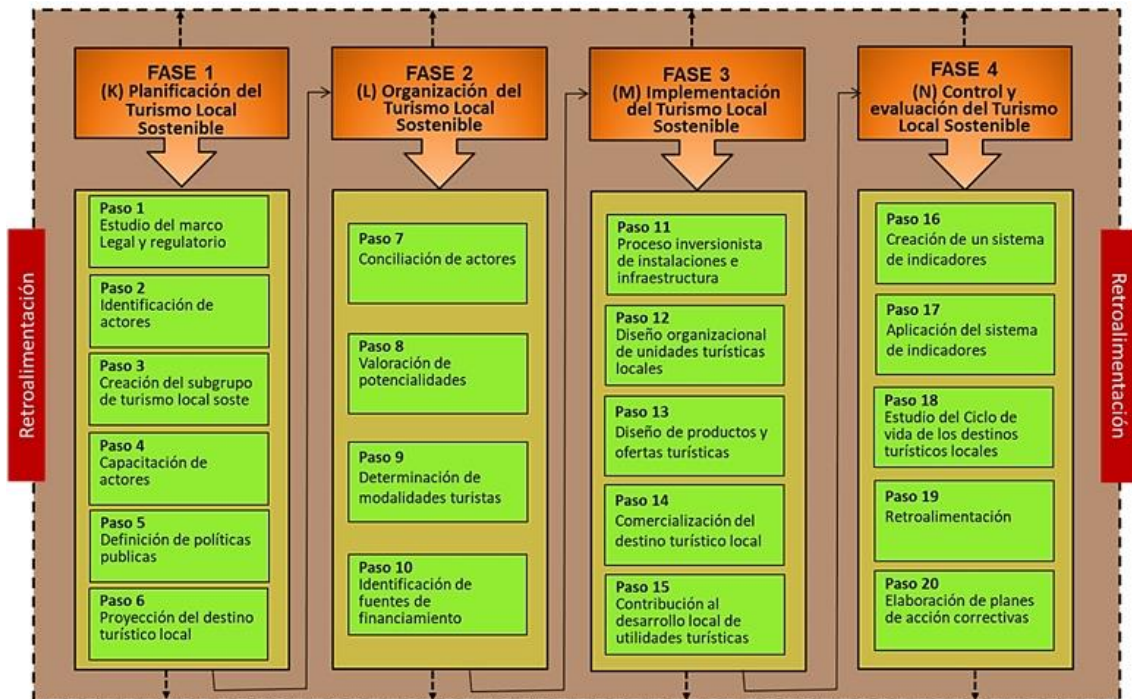 Retroalimentación
FASE 1
(K) Planificación del
Turismo Local
Sostenible
Paso 1
Estudio del marco
Legal y regulatorio
Paso 2
Identificación de
actores
Paso 3
Creación del subgrupo
de turismo local soste
Paso 4
Capacitación de
actores
Paso 5
Definición de políticas
publicas
Paso 6
Proyección del destino
turístico local
FASE 2
(L) Organización del
Turismo Local
Sostenible
Paso 7
Conciliación de actores
Paso 8
Valoración de
potencialidades
Paso 9
Determinación de
modalidades turistas
Paso 10
Identificación de
fuentes de
financiamiento
FASE 3
(M) Implementación
del Turismo Local
Sostenible
Paso 11
Proceso inversionista
de instalaciones e
infraestructura
Paso 12
Diseño organizacional
de unidades turísticas
locales
Paso 13
Diseño de productos y
ofertas turísticas
Paso 14
Comercialización del
destino turístico local
Paso 15
Contribución al
desarrollo local de
utilidades turísticas
FASE 4
(N) Control y
evaluación del Turismo
Local Sostenible
Paso 16
Creación de un sistema
de indicadores
Paso 17
Aplicación del sistema
de indicadores
Paso 18
Estudio del Ciclo de
vida de los destinos
turísticos locales
Paso 19
Retroalimentación
Paso 20
Elaboración de planes
de acción correctivas
Retroalimentación